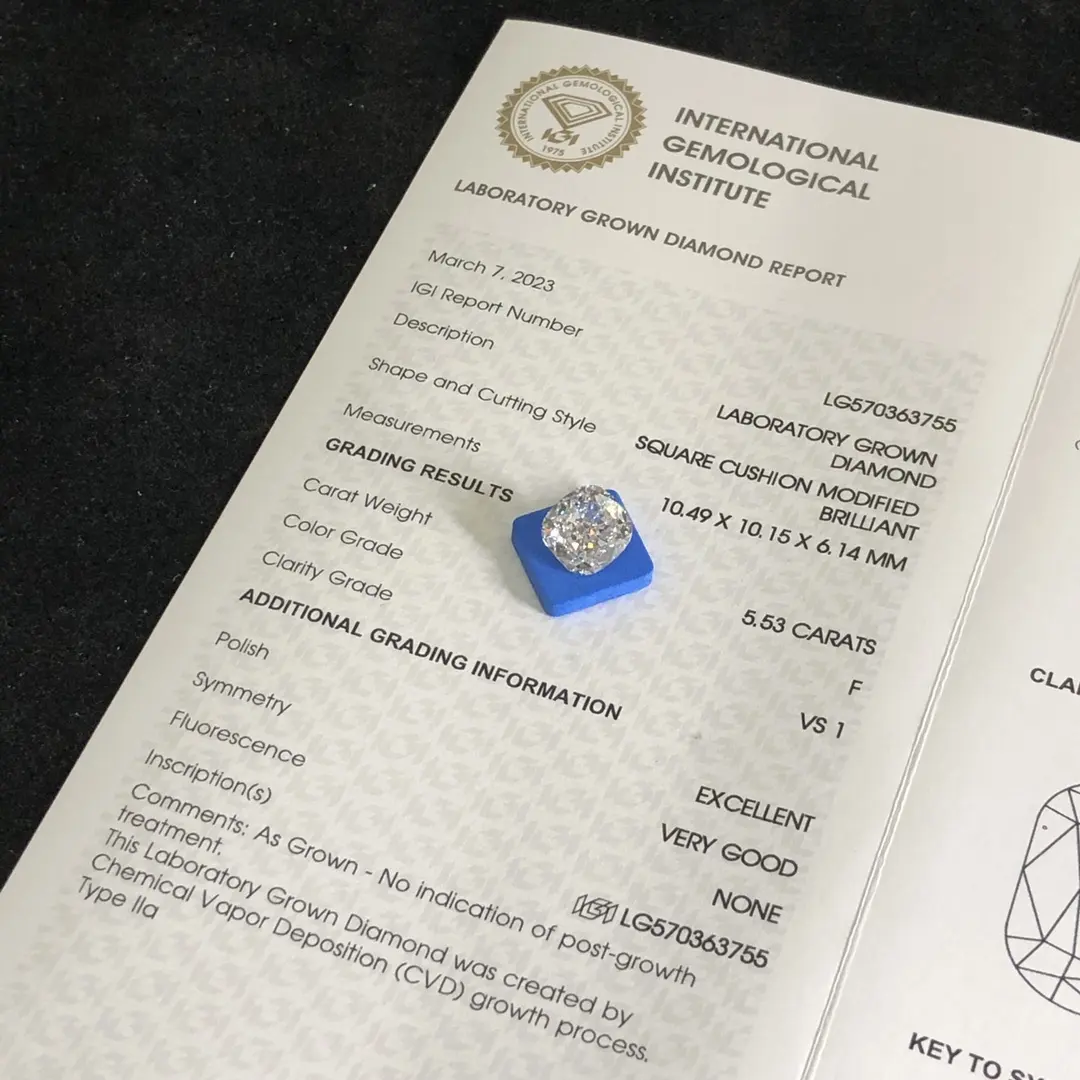 INTERNATIONAL GEMOLOGICAL INSTITUTE
IGI
1975
INTERNATIONAL
GEMOLOGICAL
INSTITUTE
LABORATORY GROWN DIAMOND REPORT
March 7, 2023
IGI Report Number LG570363755
Description LABORATORY GROWN
DIAMOND
Shape and Cutting Style SQUARE CUSHION MODIFIED
BRILLIANT
Measurements 10.49 X 10.15 X 6.14 MM
GRADING RESULTS
Carat Weight 5.53 CARATS
Color Grade F
Clarity Grade VS 1
ADDITIONAL GRADING INFORMATION
Polish EXCELLENT
Symmetry VERY GOOD
Fluorescence NONE
Inscription(s) IGI LG570363755
Comments: As Grown - No indication of post-growth
treatment.
This Laboratory Grown Diamond was created by
Chemical Vapor Deposition (CVD) growth process.
Type IIa
KEY TO